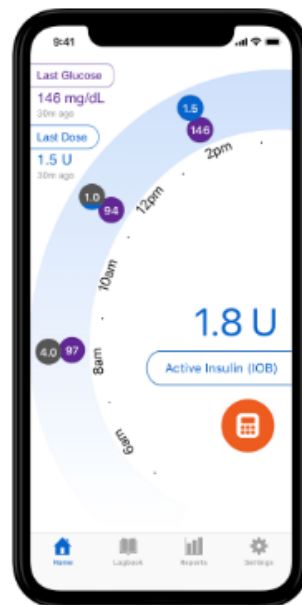 9:41
Last Glucose
146 mg/dL
30m ago
Last Dose
1.5 U
30m ago
1.5
146
2pm
1.0
94
12pm
10am
4.0
97
8am
6am
1.8 U
Active Insulin (IOB)
Home
Logbook
Reports
Settings